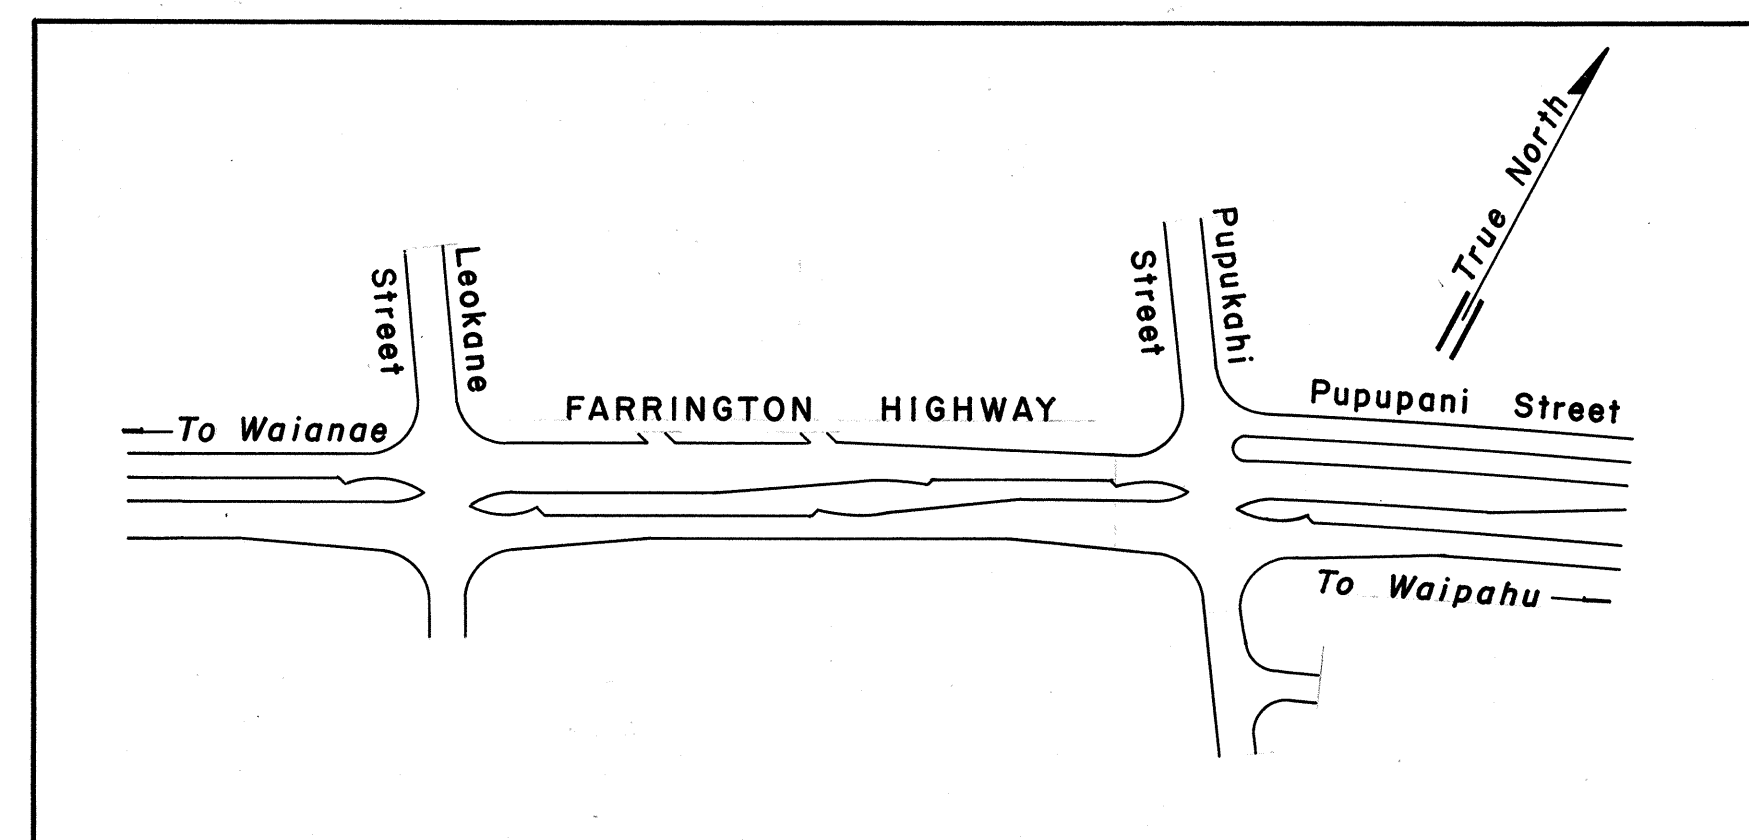 True North
Pupukahi
Street
Leokane
Street
FARRINGTON HIGHWAY
Pupupani Street
To Waianae
To Waipahu